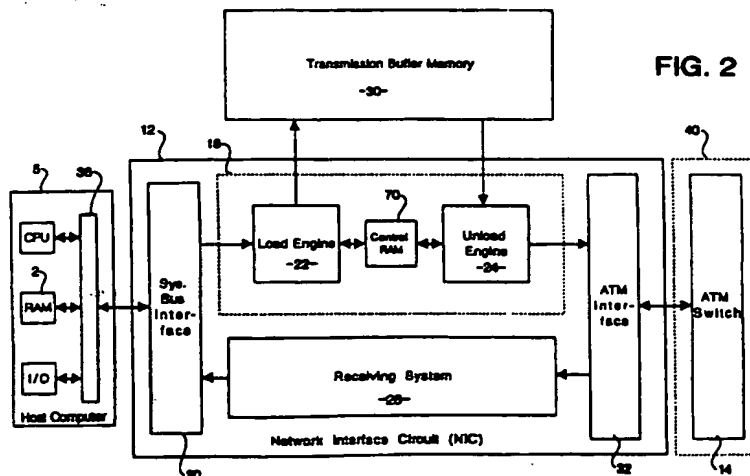 Transmission Buffer Memory
-30-
FIG. 2
12
18
40
5
36
70
CPU
2
RAM
I/O
Host Computer
Sys.
Bus
Inter-
face
Load Engine
-22-
Control
RAM
Unload
Engine
-24-
ATM
Inter-
face
ATM
Switch
Receiving System
Network Interface Circuit (NIC)
32
14